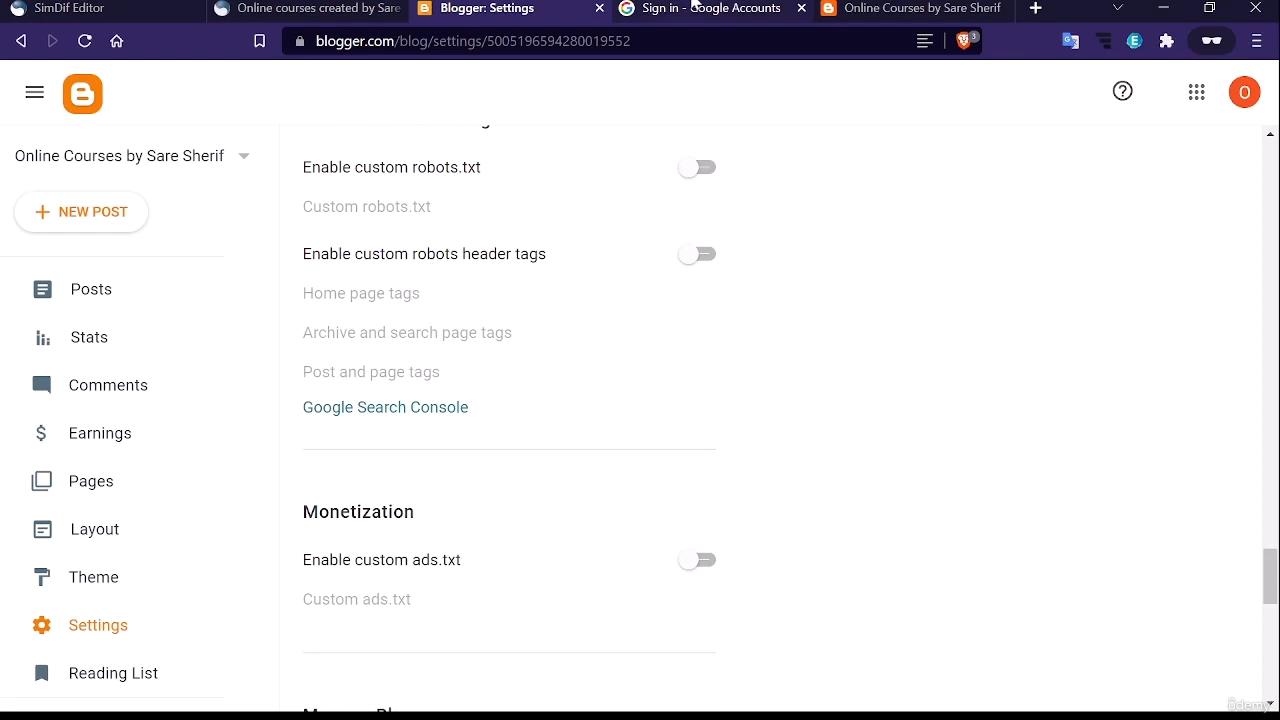 SimDif Editor
Online courses created by Sare
Blogger: Settings
Sign in - Google Accounts
Online Courses by Sare Sherif
blogger.com/blog/settings/5005196594280019552
3
E
O
Online Courses by Sare Sherif
NEW POST
Posts
Stats
Comments
Earnings
Pages
Layout
Theme
Settings
Reading List
Enable custom robots.txt
Custom robots.txt
Enable custom robots header tags
Home page tags
Archive and search page tags
Post and page tags
Google Search Console
Monetization
Enable custom ads.txt
Custom ads.txt
Udemy